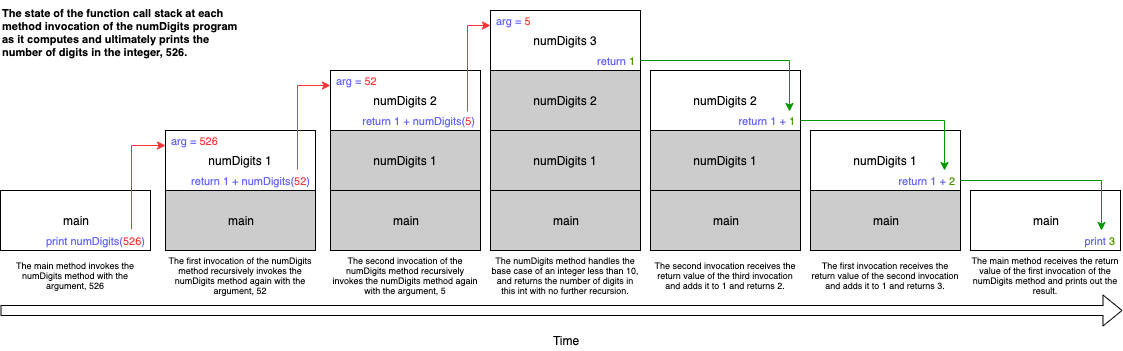 The state of the function call stack at each
method invocation of the numDigits program
as it computes and ultimately prints the
number of digits in the integer, 526.
main
print numDigits(526)
The main method invokes the
numDigits method with the
argument, 526
arg = 526
numDigits 1
return 1 + numDigits(52)
main
The first invocation of the numDigits
method recursively invokes the
numDigits method again with the
argument, 52
arg = 52
numDigits 2
return 1 + numDigits(5)
numDigits 1
main
The second invocation of the
numDigits method recursively
invokes the numDigits method again
with the argument, 5
arg = 5
numDigits 3
return 1
numDigits 2
numDigits 1
main
The numDigits method handles the
base case of an integer less than 10,
and returns the number of digits in
this int with no further recursion.
numDigits 2
return 1 + 1
numDigits 1
main
The second invocation receives the
return value of the third invocation
and adds it to 1 and returns 2.
numDigits 1
return 1 + 2
main
The first invocation receives the
return value of the second invocation
and adds it to 1 and returns 3.
main
print 3
The main method receives the return
value of the first invocation of the
numDigits method and prints out the
result.
Time